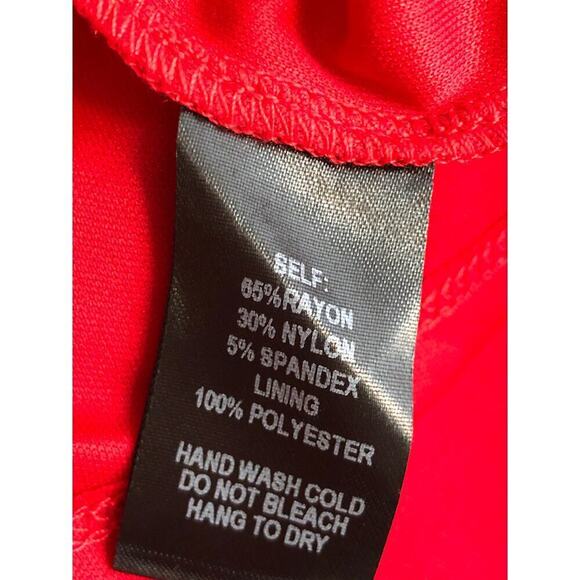 SELF:
65% RAYON
30% NYLON
5% SPANDEX
LINING
100% POLYESTER
HAND WASH COLD
DO NOT BLEACH
HANG TO DRY